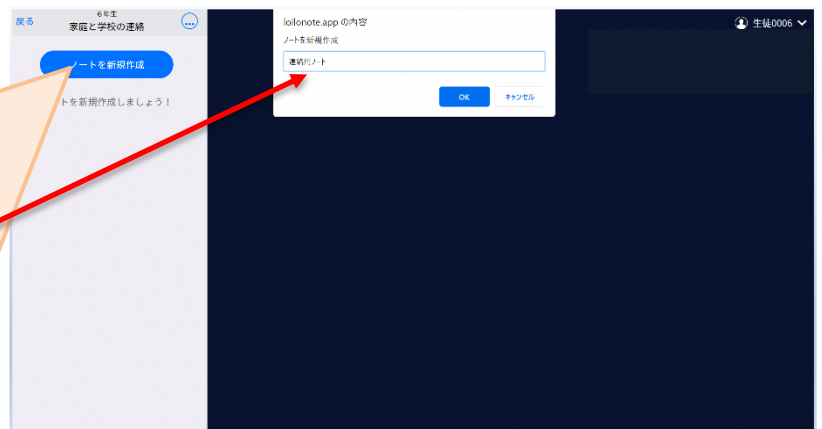 戻る
6年生
家庭と学校の連絡
ノートを新規作成
トを新規作成しましょう！
loilonote.app の内容
ノートを新規作成
連絡用ノート
OK
キャンセル
生徒0006